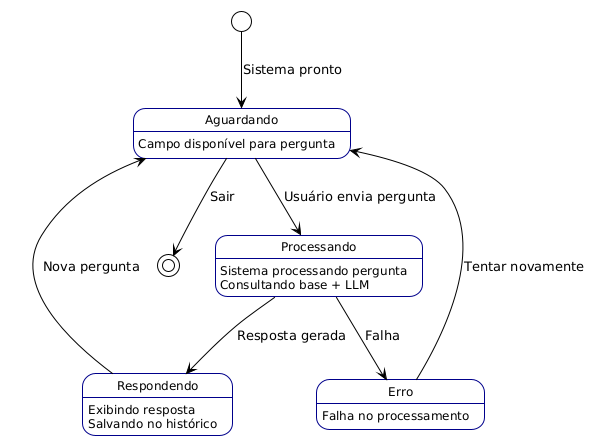 Sistema pronto
Aguardando
Campo disponível para pergunta
Sair
Usuário envia pergunta
Processando
Sistema processando pergunta
Consultando base + LLM
Nova pergunta
Tentar novamente
Resposta gerada
Falha
Respondendo
Exibindo resposta
Salvando no histórico
Erro
Falha no processamento